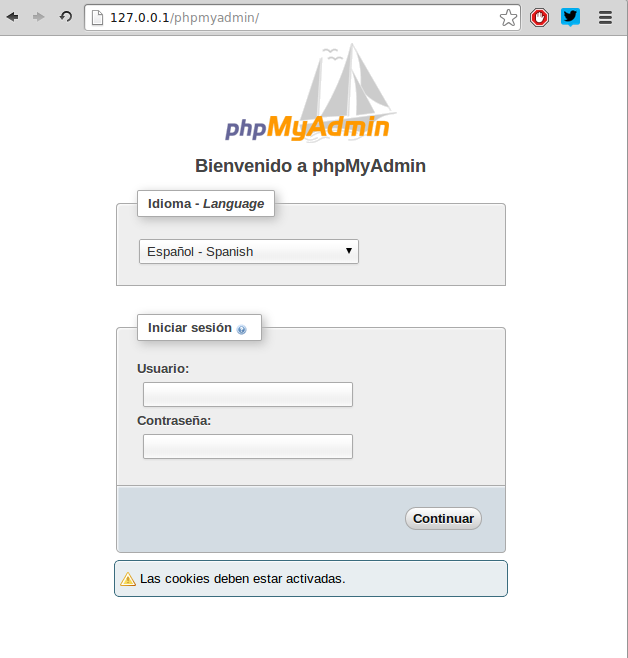 127.0.0.1/phpmyadmin/
phpMyAdmin
Bienvenido a phpMyAdmin
Idioma - Language
Español - Spanish
Iniciar sesión
Usuario:
Contraseña:
Continuar
Las cookies deben estar activadas.